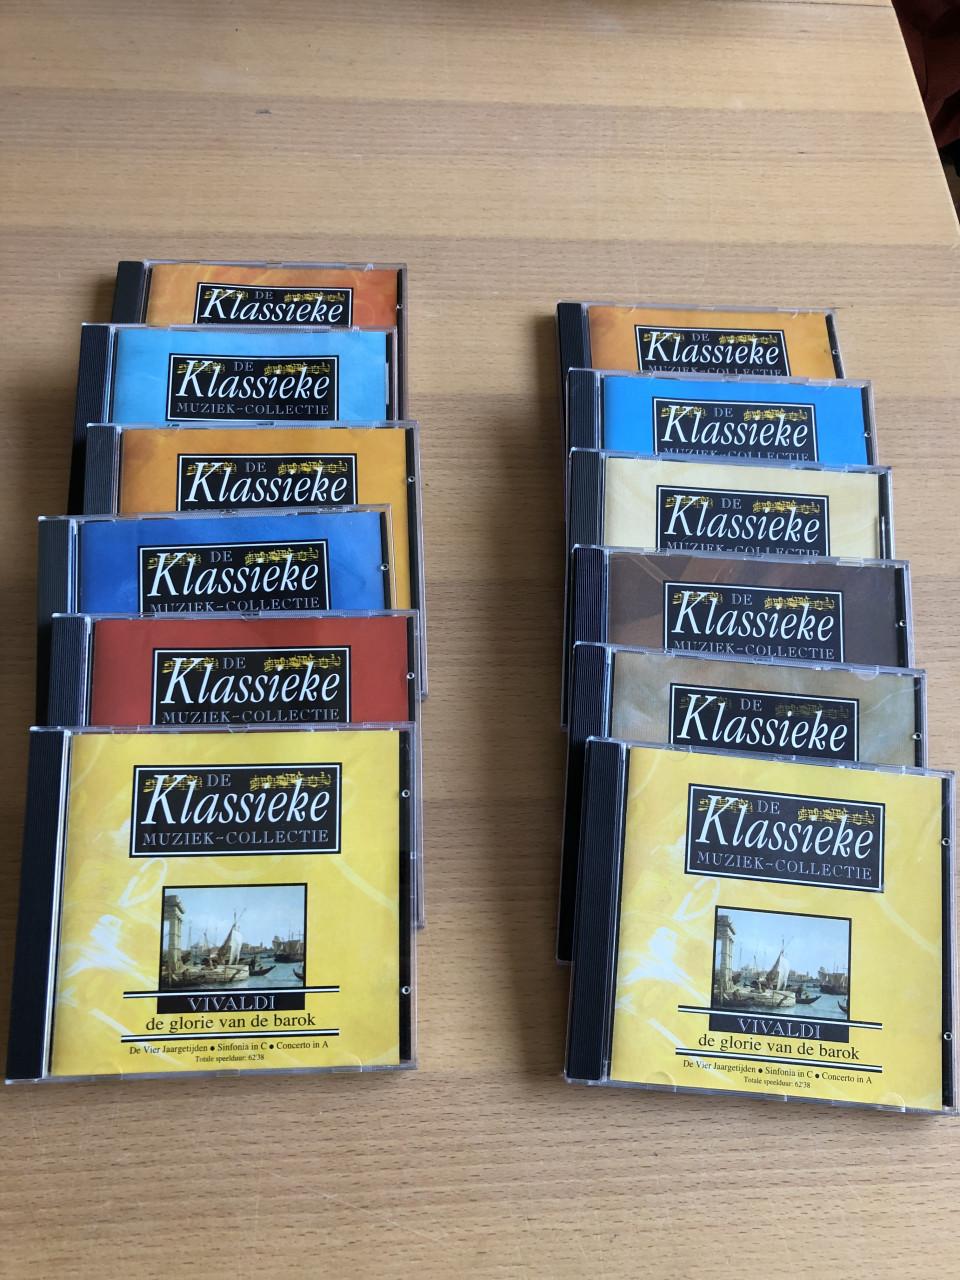 DE
Klassieke
DE
Klassieke
MUZIEK-COLLECTIE
DE
Klassieke
DE
Klassieke
MUZIEK-COLLECTIE
DE
Klassieke
MUZIEK-COLLECTIE
DE
Klassieke
MUZIEK-COLLECTIE
VIVALDI
de glorie van de barok
De Vier Jaargetijden ● Sinfonia in C ● Concerto in A
Totale speelduur: 62'38
DE
Klassieke
MUZIEK-COLLECTIE
DE
Klassieke
MUZIEK-COLLECTIE
DE
Klassieke
MUZIEK-COLLECTIE
DE
Klassieke
MUZIEK-COLLECTIE
DE
Klassieke
DE
Klassieke
MUZIEK-COLLECTIE
VIVALDI
de glorie van de barok
De Vier Jaargetijden ● Sinfonia in C ● Concerto in A
Totale speelduur: 62'38